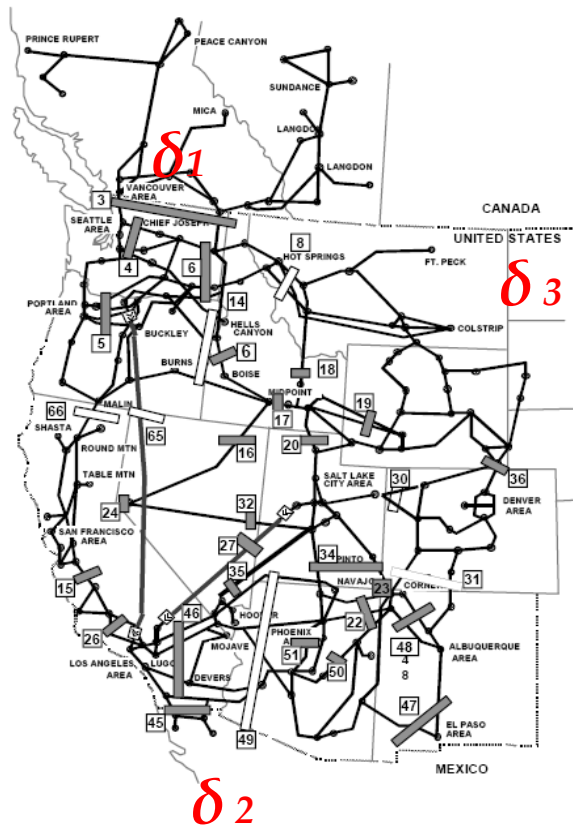 PRINCE RUPERT
PEACE CANYON
SUNDANCE
MICA
LANGDO
δ1
LANGDON
VANCOUVER
AREA
3
CANADA
SEATTLE
AREA
CHIEF JOSEPH
UNITED STATES
8
HOT SPRINGS
4
6
FT. PECK
δ 3
14
PORTLAND
AREA
HELLS
CANYON
COLSTRIP
5
BUCKLEY
6
BURNS
BOISE
18
MIDPOINT
66
MALIN
17
19
SHASTA
65
ROUND MTN
16
20
36
TABLE MTN
SALT LAKE
CITY AREA
30
DENVER
AREA
24
32
SAN FRANCISCO
AREA
27
34
PINTO
15
35
NAVAJO
23
CORNE
31
46
HOOVER
22
26
MOJAVE
PHOENIX
A
48
ALBUQUERQUE
AREA
LOS ANGELES
AREA
LUGO
51
4
8
DEVERS
50
47
45
49
EL PASO
AREA
MEXICO
δ 2